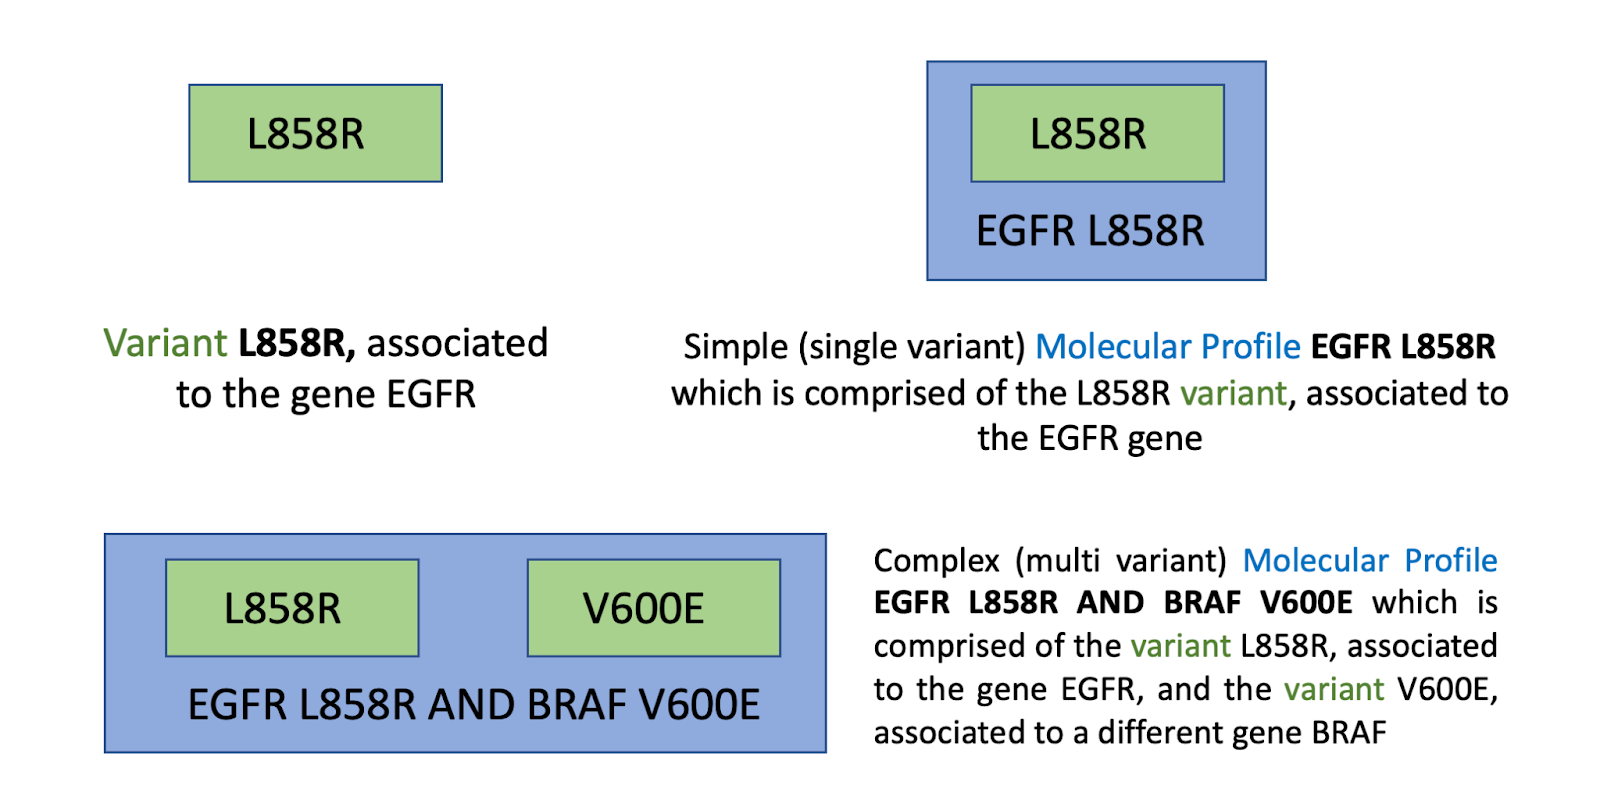 L858R
L858R
EGFR L858R
Variant L858R, associated
to the gene EGFR
Simple (single variant) Molecular Profile EGFR L858R
which is comprised of the L858R variant, associated to
the EGFR gene
L858R
V600E
EGFR L858R AND BRAF V600E
Complex (multi variant) Molecular Profile
EGFR L858R AND BRAF V600E which is
comprised of the variant L858R, associated
to the gene EGFR, and the variant V600E,
associated to a different gene BRAF